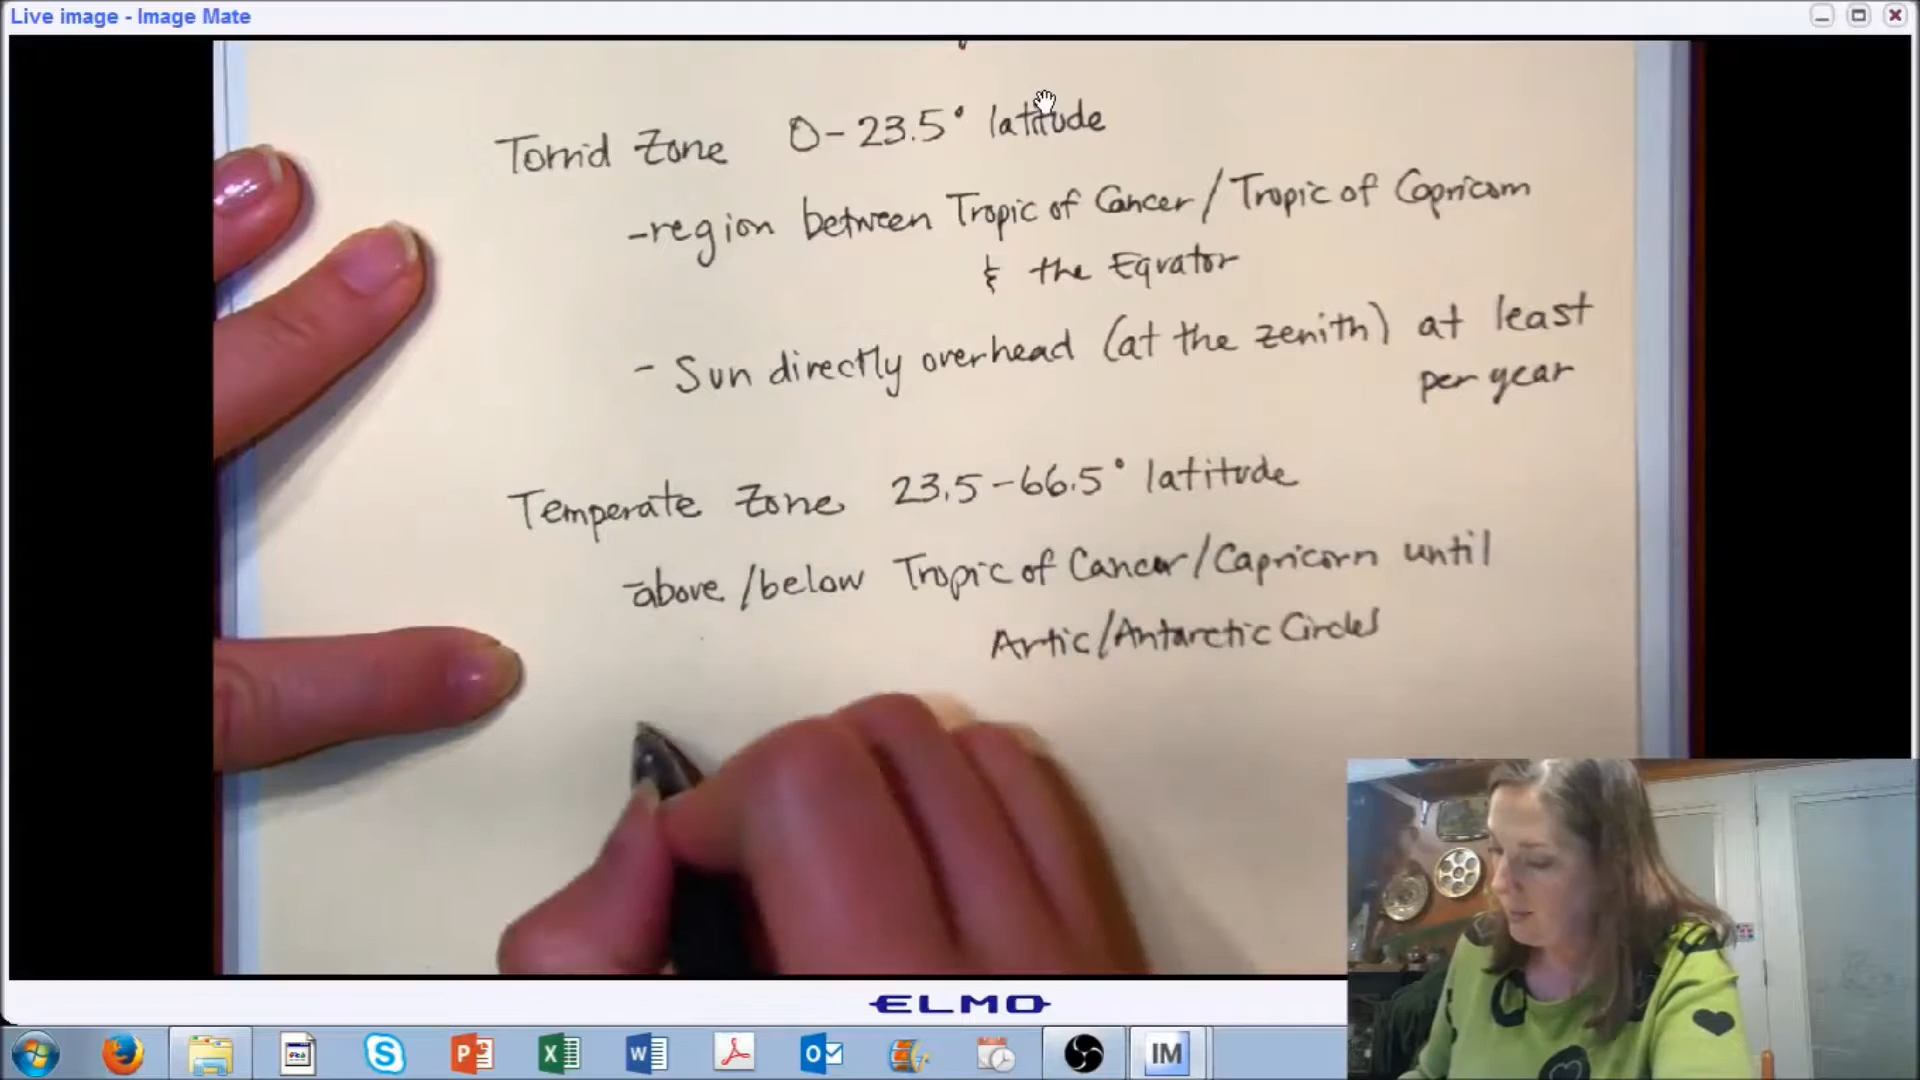 Live image - Image Mate
Torrid Zone 0-23.5° latitude
-region between Tropic of Cancer/Tropic of Capricorn
& the Equator
- Sun directly overhead (at the zenith) at least
per year
Temperate Zone 23.5-66.5° latitude
-above/below Tropic of Cancer/Capricorn until
Artic/Antarctic Circles
ELMO
IM